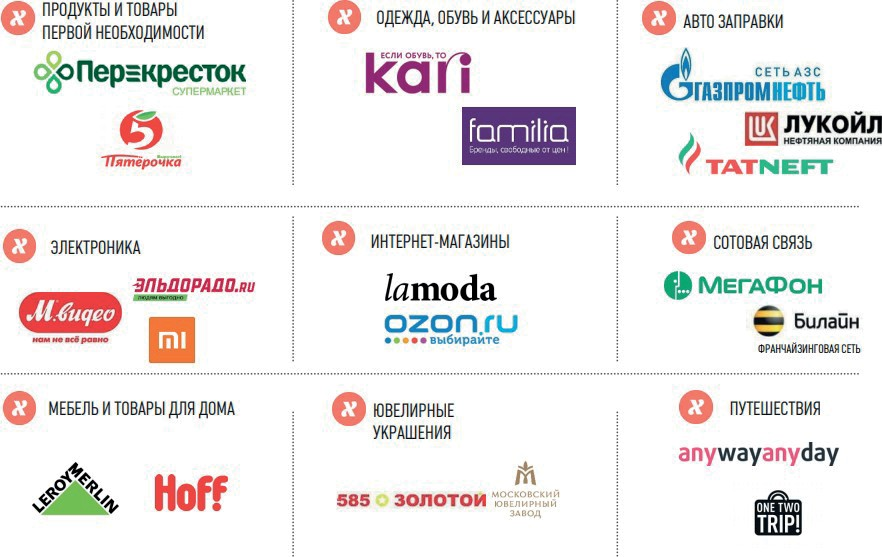 ПРОДУКТЫ И ТОВАРЫ
ПЕРВОЙ НЕОБХОДИМОСТИ
Перекресток
СУПЕРМАРКЕТ
5
Пятёрочка
ОДЕЖДА, ОБУВЬ И АКСЕССУАРЫ
ЕСЛИ ОБУВЬ, ТО
kari
familia
Бренды, свободные от цен!
АВТО ЗАПРАВКИ
СЕТЬ АЗС
ГАЗПРОМНЕФТЬ
ЛУКОЙЛ
НЕФТЯНАЯ КОМПАНИЯ
TATNEFT
ЭЛЕКТРОНИКА
ЭЛЬДОРАДО.RU
ЛЮДЯМ ВЫГОДНО
М.видео
нам не всё равно
mi
ИНТЕРНЕТ-МАГАЗИНЫ
lamoda
ozon.ru
выбирайте
СОТОВАЯ СВЯЗЬ
МЕГАФОН
Билайн
ФРАНЧАЙЗИНГОВАЯ СЕТЬ
МЕБЕЛЬ И ТОВАРЫ ДЛЯ ДОМА
LEROY MERLIN
Hoff
ЮВЕЛИРНЫЕ
УКРАШЕНИЯ
585 ЗОЛОТОЙ
МОСКОВСКИЙ
ЮВЕЛИРНЫЙ
ЗАВОД
ПУТЕШЕСТВИЯ
anywayanyday
ONE TWO
TRIP!